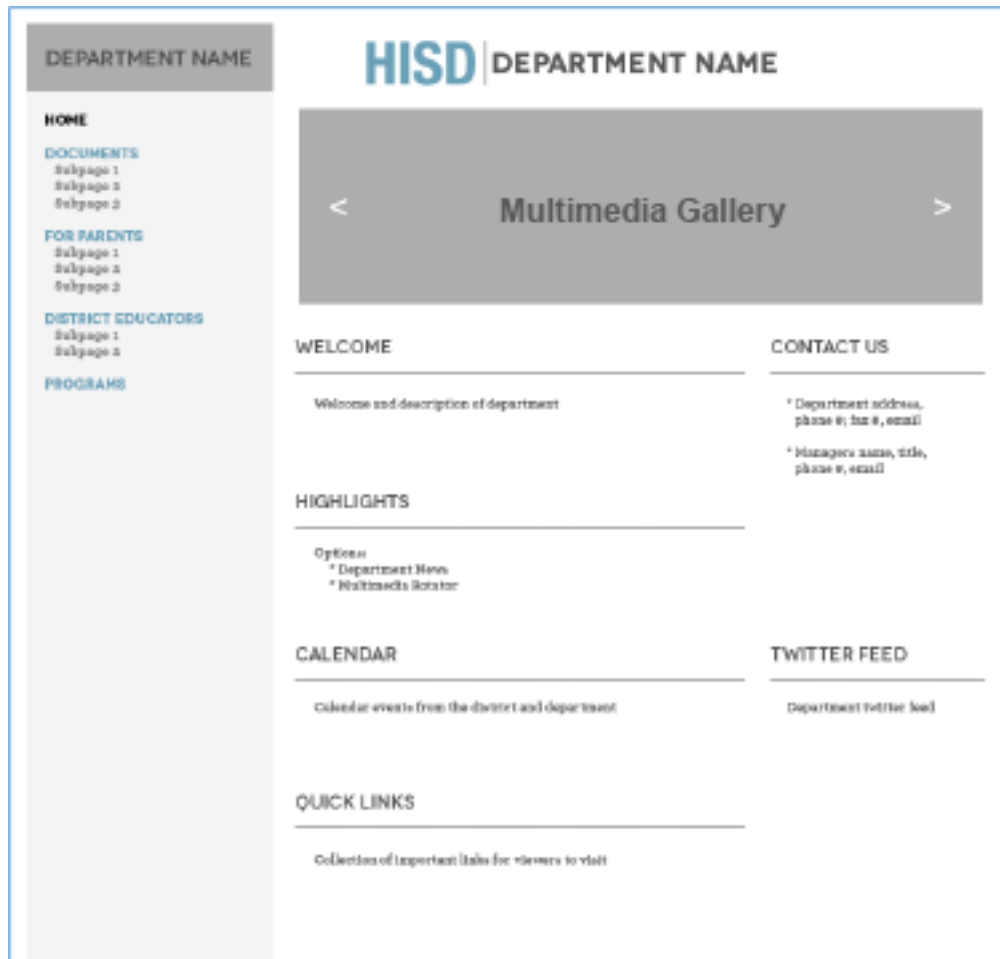 DEPARTMENT NAME
HOME
DOCUMENTS
Subpage 1
Subpage 2
Subpage 2
FOR PARENTS
Subpage 1
Subpage 2
Subpage 2
DISTRICT EDUCATORS
Subpage 1
Subpage 2
PROGRAMS
HISD DEPARTMENT NAME
< Multimedia Gallery >
WELCOME
Welcome and description of department
HIGHLIGHTS
Options
* Department News
* Multimedia Rotator
CALENDAR
Calendar events from the district and department
QUICK LINKS
Collection of important links for viewers to visit
CONTACT US
* Department address,
phone #, fax #, email
* Managers name, title,
phone #, email
TWITTER FEED
Department twitter feed